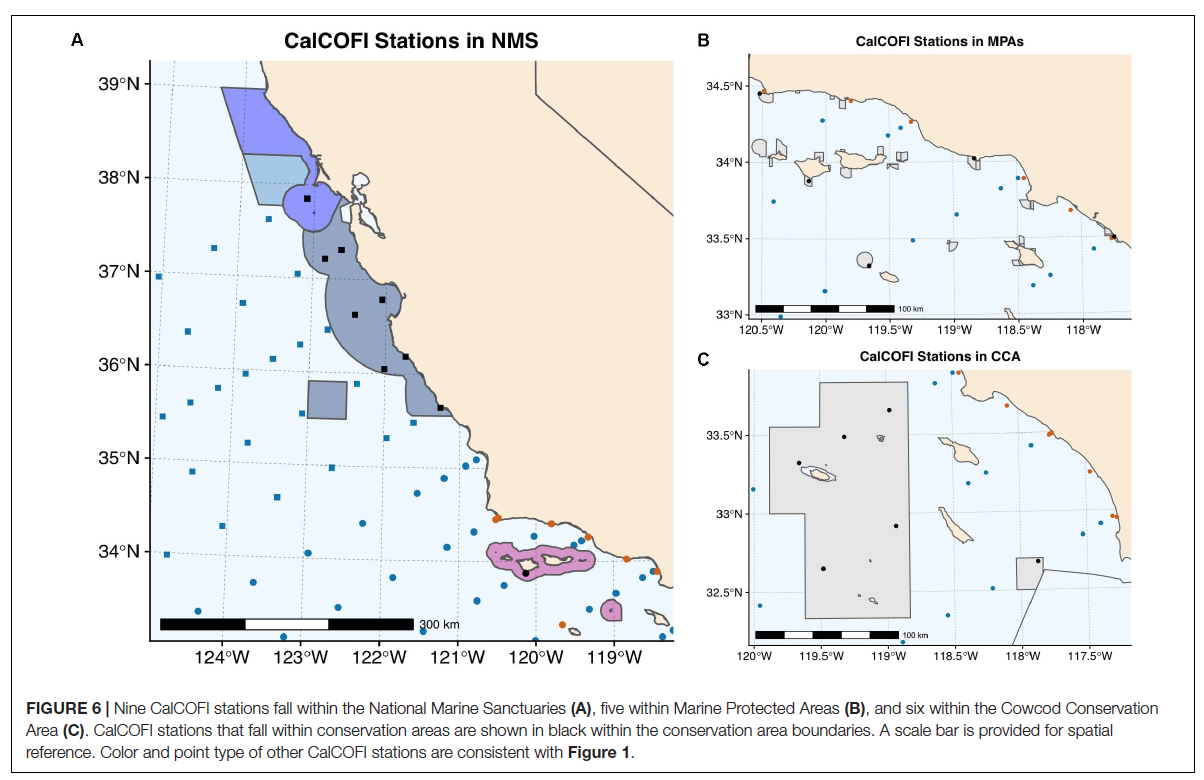 A
CalCOFI Stations in NMS
39°N
38°N
37°N
36°N
35°N
34°N
300 km
124°W 123°W 122°W 121°W 120°W 119°W
B
CalCOFI Stations in MPAs
34.5°N
34°N
33.5°N
33°N
100 km
120.5°W 120°W 119.5°W 119°W 118.5°W 118°W
C
CalCOFI Stations in CCA
33.5°N
33°N
32.5°N
100 km
120°W 119.5°W 119°W 118.5°W 118°W 117.5°W
FIGURE 6 | Nine CalCOFI stations fall within the National Marine Sanctuaries (A), five within Marine Protected Areas (B), and six within the Cowcod Conservation
Area (C). CalCOFI stations that fall within conservation areas are shown in black within the conservation area boundaries. A scale bar is provided for spatial
reference. Color and point type of other CalCOFI stations are consistent with Figure 1.